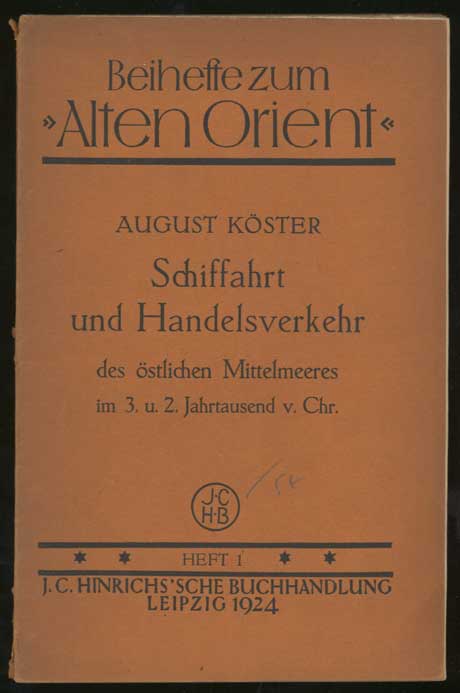 Beihefte zum
»Alten Orient«
AUGUST KÖSTER
Schiffahrt
und Handelsverkehr
des östlichen Mittelmeeres
im 3. u. 2. Jahrtausend v. Chr.
J·C
H·B
HEFT 1
J. C. HINRICHS'SCHE BUCHHANDLUNG
LEIPZIG 1924